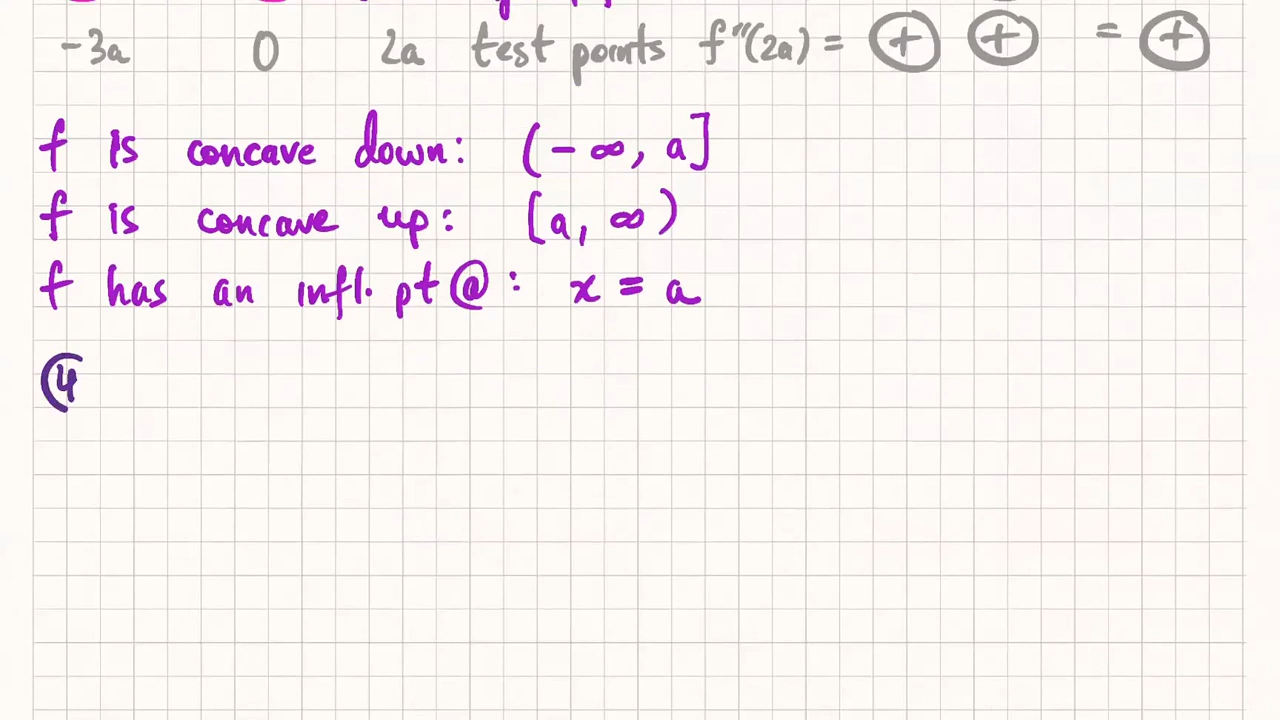 -3a 0 2a test points f''(2a) = + + = +
f is concave down: (-∞, a]
f is concave up: [a, ∞)
f has an infl. pt @ : x = a
(4